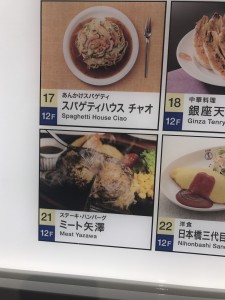 17
12F
あんかけスパゲティ
スパゲティハウス チャオ
Spaghetti House Ciao
18
12F
中華料理
銀座天
Ginza Tenry
21
12F
ステーキ・ハンバーグ
ミート矢澤
Meat Yazawa
22
12F
洋食
日本橋三代目
Nihonbashi San